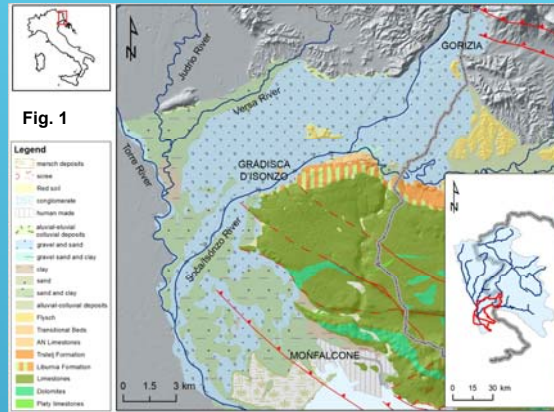 Fig. 1
Legend
marsch deposits
scree
Red soil
conglomerate
human made
aluvial-eluvial
colluvial deposits
gravel and sand
gravel sand and clay
clay
sand
sand and clay
alluvial-colluvial deposits
Flysch
Transitional Beds
AN Limestones
Trstelj Formation
Liburnia Formation
Limestones
Dolomites
Platy limestones
GORIZIA
Judrio River
Versa River
Torre River
GRADISCA
D'ISONZO
Soča/Isonzo River
MONFALCONE
0 1.5 3 km
N
N
0 15 30
km